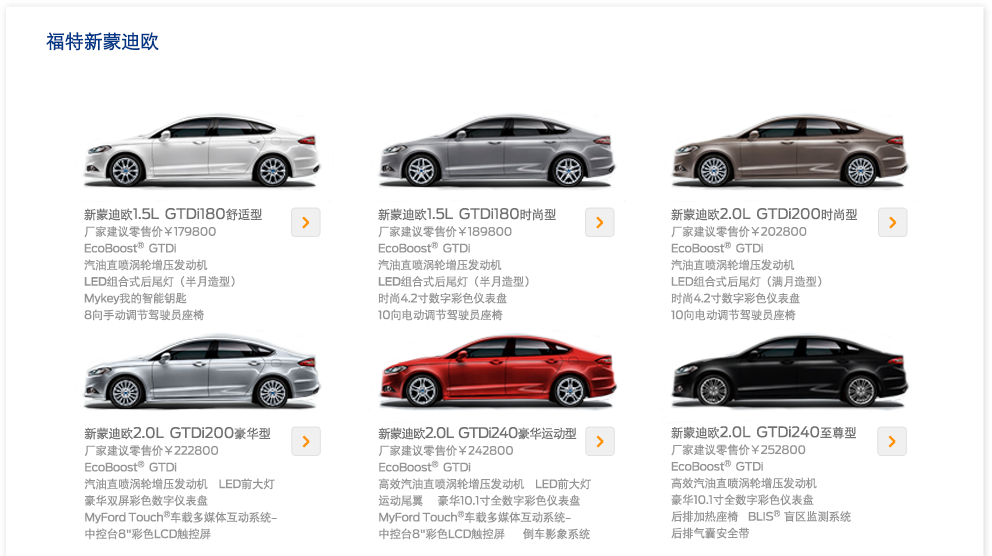 福特新蒙迪欧
新蒙迪欧1.5L GTDi180舒适型
厂家建议零售价￥179800
EcoBoost® GTDi
汽油直喷涡轮增压发动机
LED组合式后尾灯（半月造型）
Mykey我的智能钥匙
8向手动调节驾驶员座椅
新蒙迪欧1.5L GTDi180时尚型
厂家建议零售价￥189800
EcoBoost® GTDi
汽油直喷涡轮增压发动机
LED组合式后尾灯（半月造型）
时尚4.2寸数字彩色仪表盘
10向电动调节驾驶员座椅
新蒙迪欧2.0L GTDi200时尚型
厂家建议零售价￥202800
EcoBoost® GTDi
汽油直喷涡轮增压发动机
LED组合式后尾灯（满月造型）
时尚4.2寸数字彩色仪表盘
10向电动调节驾驶员座椅
新蒙迪欧2.0L GTDi200豪华型
厂家建议零售价￥222800
EcoBoost® GTDi
汽油直喷涡轮增压发动机 LED前大灯
豪华双屏彩色数字仪表盘
MyFord Touch®车载多媒体互动系统-
中控台8"彩色LCD触控屏
新蒙迪欧2.0L GTDi240豪华运动型
厂家建议零售价￥242800
EcoBoost® GTDi
高效汽油直喷涡轮增压发动机 LED前大灯
运动尾翼 豪华10.1寸全数字彩色仪表盘
MyFord Touch®车载多媒体互动系统-
中控台8"彩色LCD触控屏 倒车影象系统
新蒙迪欧2.0L GTDi240至尊型
厂家建议零售价￥252800
EcoBoost® GTDi
高效汽油直喷涡轮增压发动机
豪华10.1寸全数字彩色仪表盘
后排加热座椅 BLIS® 盲区监测系统
后排气囊安全带